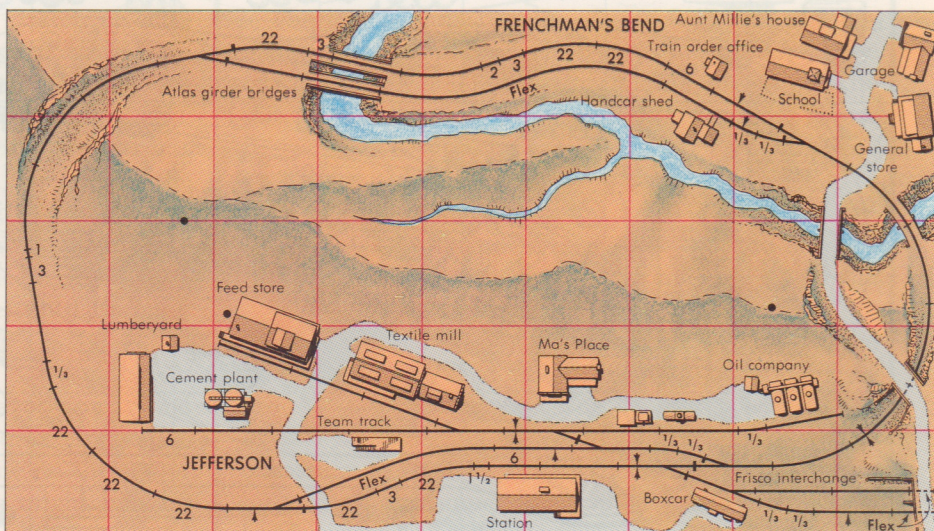 FRENCHMAN'S BEND
Aunt Millie's house
22
3
Train order office
22
22
2
3
6
Garage
Atlas girder bridges
Flex
Handcar shed
School
1/3
1/3
General
store
1
3
Feed store
Lumberyard
Textile mill
Ma's Place
Oil company
1/3
Cement plant
Team track
22
6
1/3
1/3
1/3
JEFFERSON
6
Flex
1 1/2
Frisco interchange
22
3
Boxcar
22
22
Station
Flex